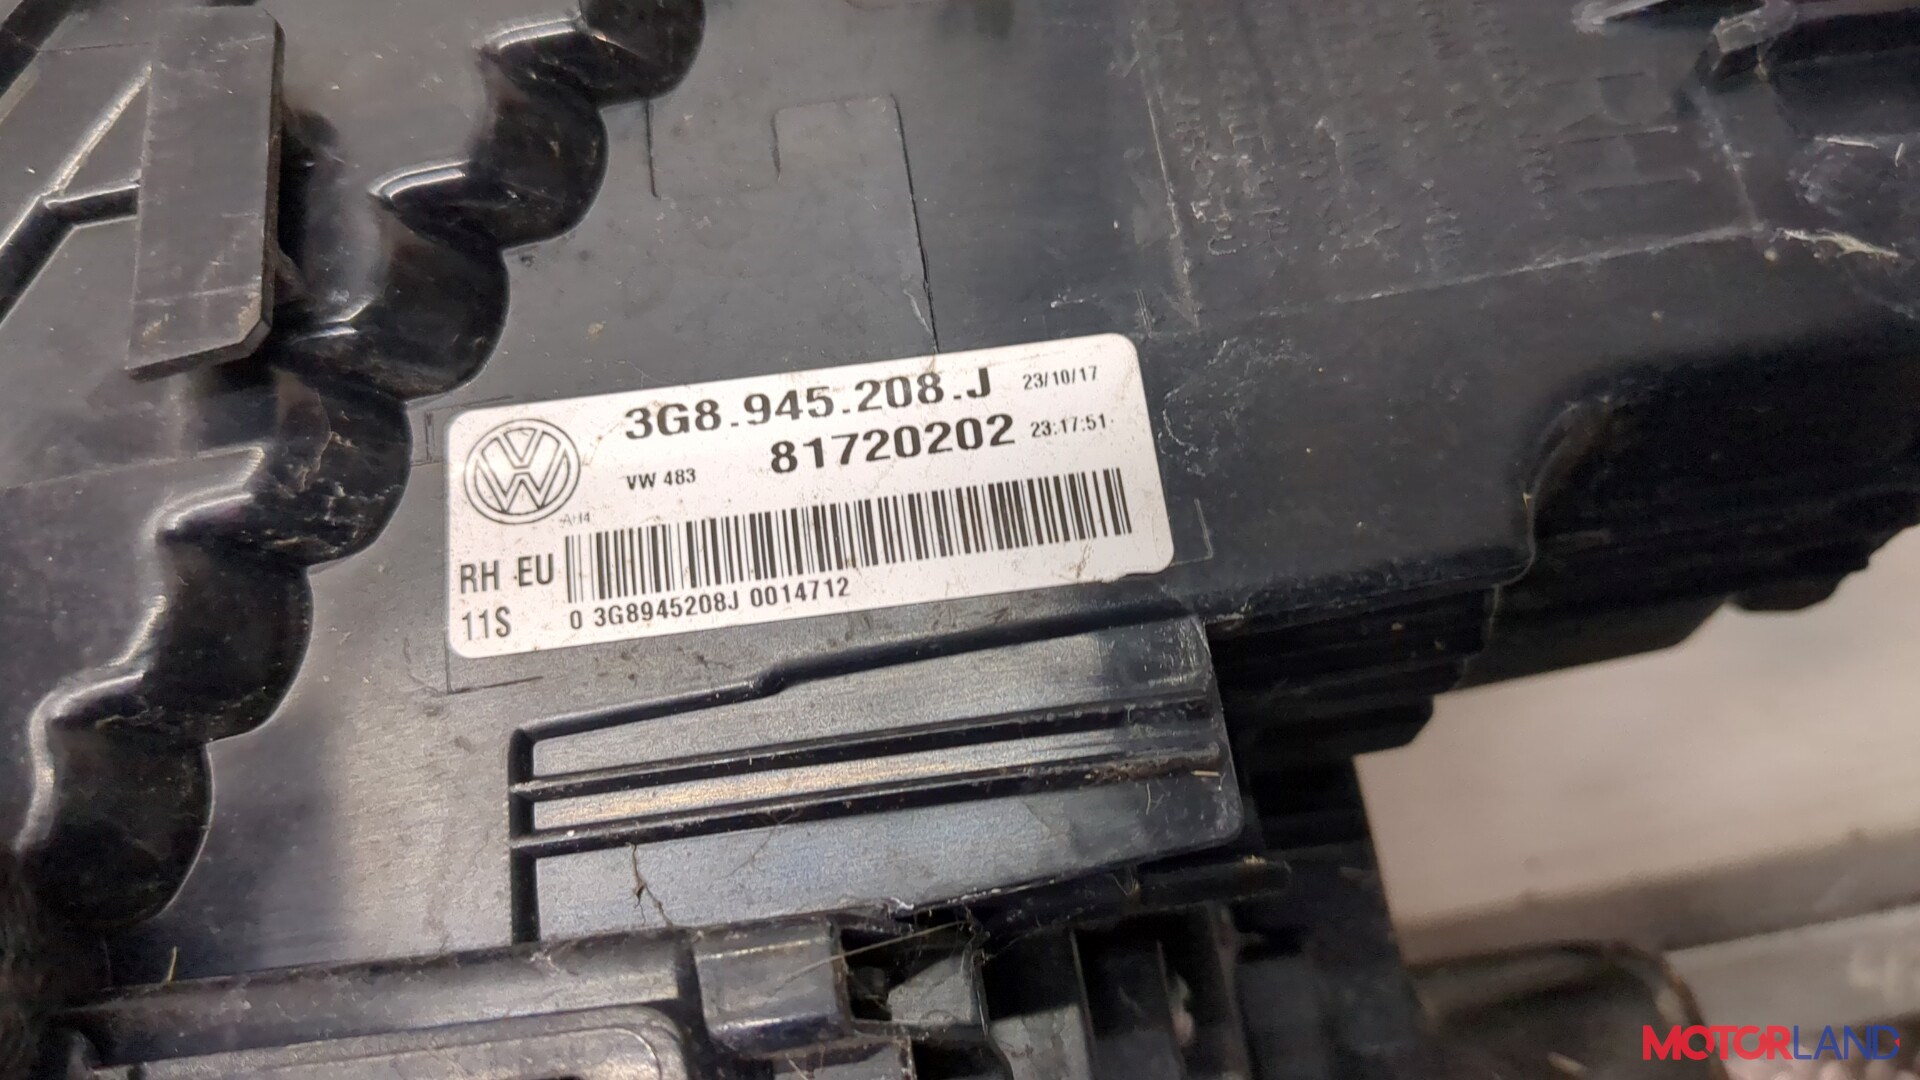 3G8.945.208.J 23/10/17
VW 483 81720202 23:17:51
AH4
RH EU
11S 0 3G8945208J 0014712
MOTORLAND